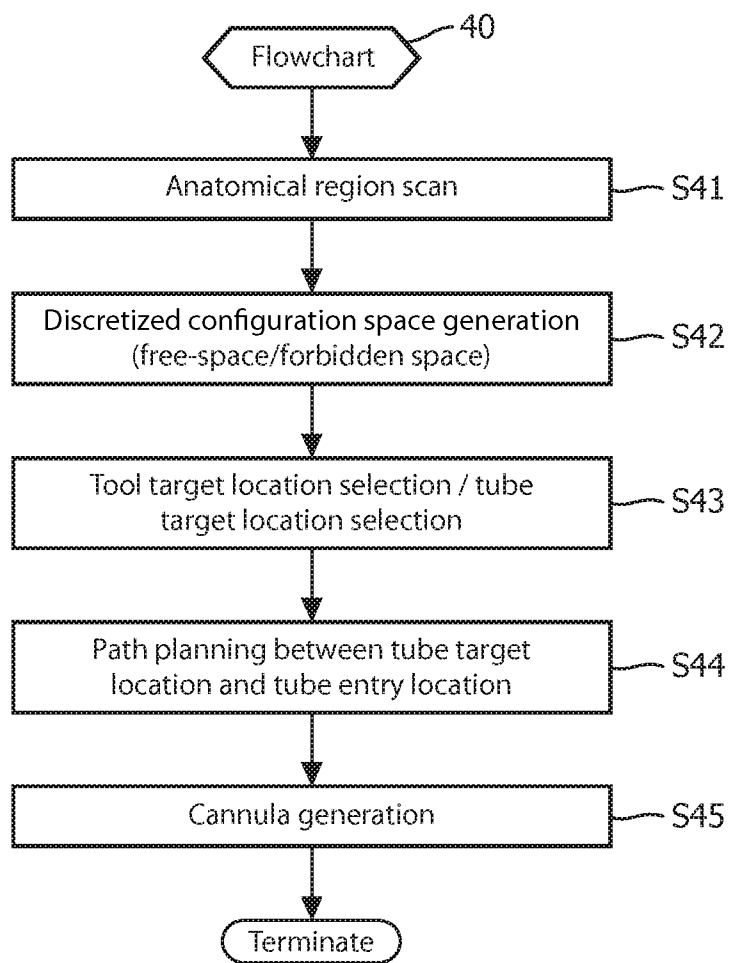 40
Flowchart
Anatomical region scan
S41
Discretized configuration space generation
(free-space/forbidden space)
S42
Tool target location selection / tube
target location selection
S43
Path planning between tube target
location and tube entry location
S44
Cannula generation
S45
Terminate